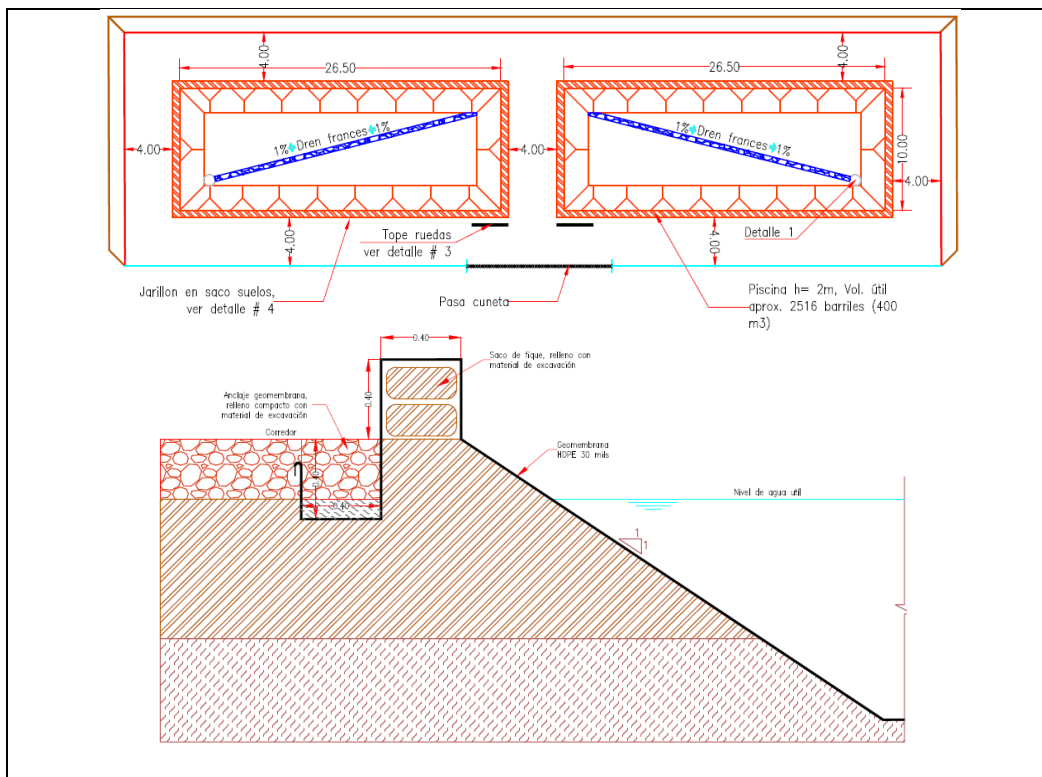 4.00
4.00
26.50
26.50
1% Dren frances 1%
1% Dren frances 1%
4.00
4.00
10.00
4.00
4.00
4.00
Tope ruedas
ver detalle # 3
Detalle 1
Jarillon en saco suelos,
ver detalle # 4
Pasa cuneta
Piscina h= 2m, Vol. útil
aprox. 2516 barriles (400
m3)
0.40
Saco de fique, relleno con
material de excavación
0.40
Anclaje geomembrana,
relleno compacto con
material de excavación
Corredor
Geomembrana
HDPE 30 mils
0.40
0.40
Nivel de agua util
1
1